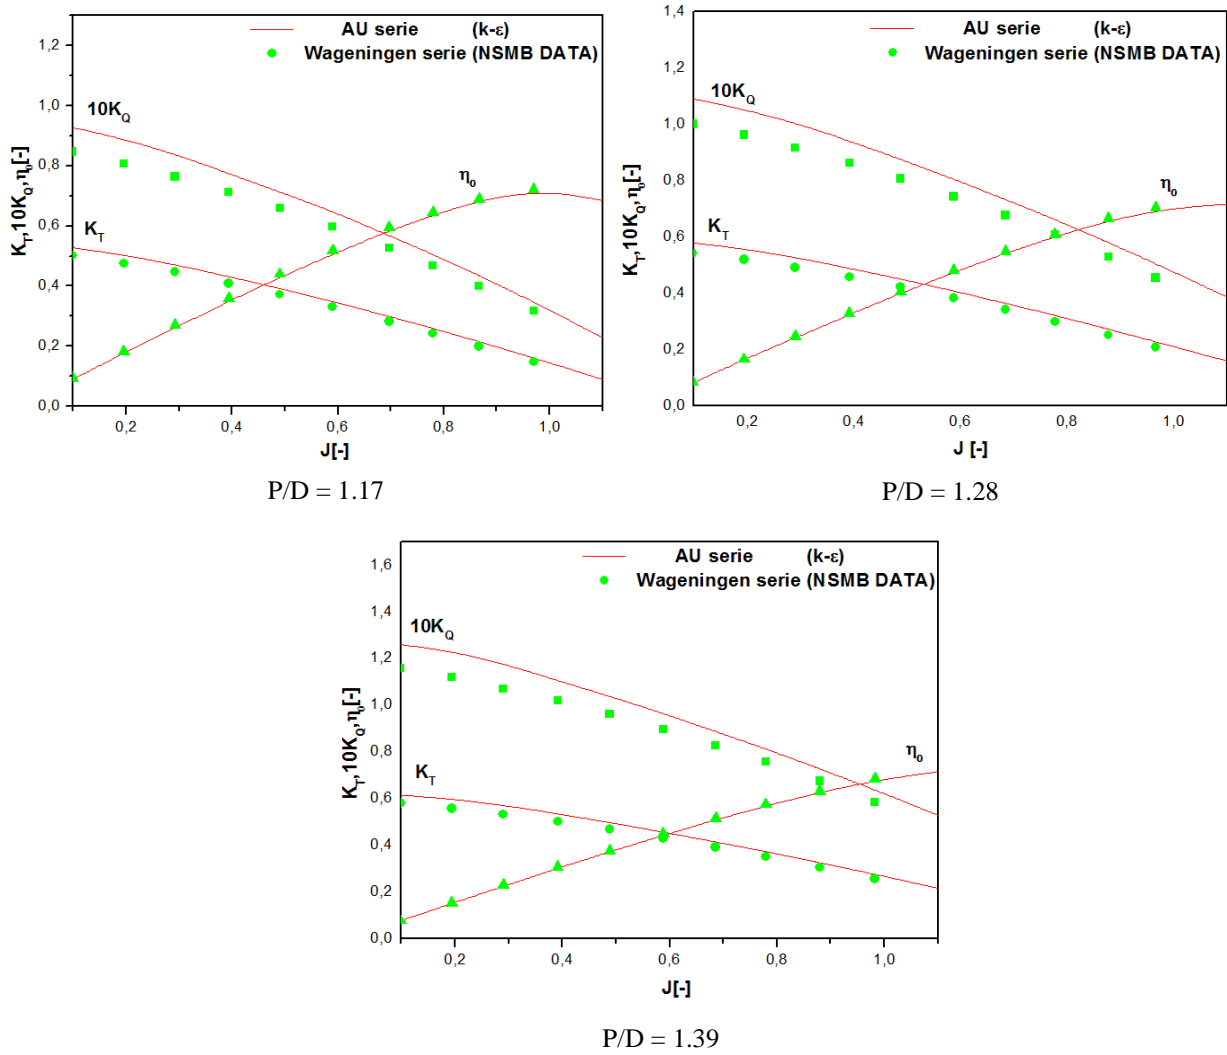 AU serie (k-ε)
Wageningen serie (NSMB DATA)
10K_Q
K_T
η_0
K_T,10K_Q,η_0[-]
1,2
1,0
0,8
0,6
0,4
0,2
0,0
0,2 0,4 0,6 0,8 1,0
J[-]
P/D = 1.17
AU serie (k-ε)
Wageningen serie (NSMB DATA)
10K_Q
K_T
η_0
K_T,10K_Q,η_0[-]
1,4
1,2
1,0
0,8
0,6
0,4
0,2
0,0
0,2 0,4 0,6 0,8 1,0
J [-]
P/D = 1.28
AU serie (k-ε)
Wageningen serie (NSMB DATA)
10K_Q
K_T
η_0
K_T,10K_Q,η_0[-]
1,6
1,4
1,2
1,0
0,8
0,6
0,4
0,2
0,0
0,2 0,4 0,6 0,8 1,0
J[-]
P/D = 1.39